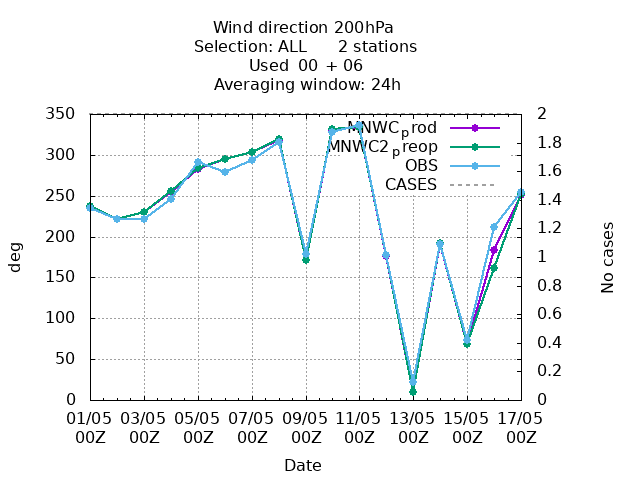 Wind direction 200hPa
Selection: ALL 2 stations
Used 00 + 06
Averaging window: 24h
350
300
250
200
150
100
50
0
deg
2
1.8
1.6
1.4
1.2
1
0.8
0.6
0.4
0.2
0
No cases
MNWCprod
MNWC2preop
OBS
CASES
01/05 03/05 05/05 07/05 09/05 11/05 13/05 15/05 17/05
00Z 00Z 00Z 00Z 00Z 00Z 00Z 00Z 00Z
Date